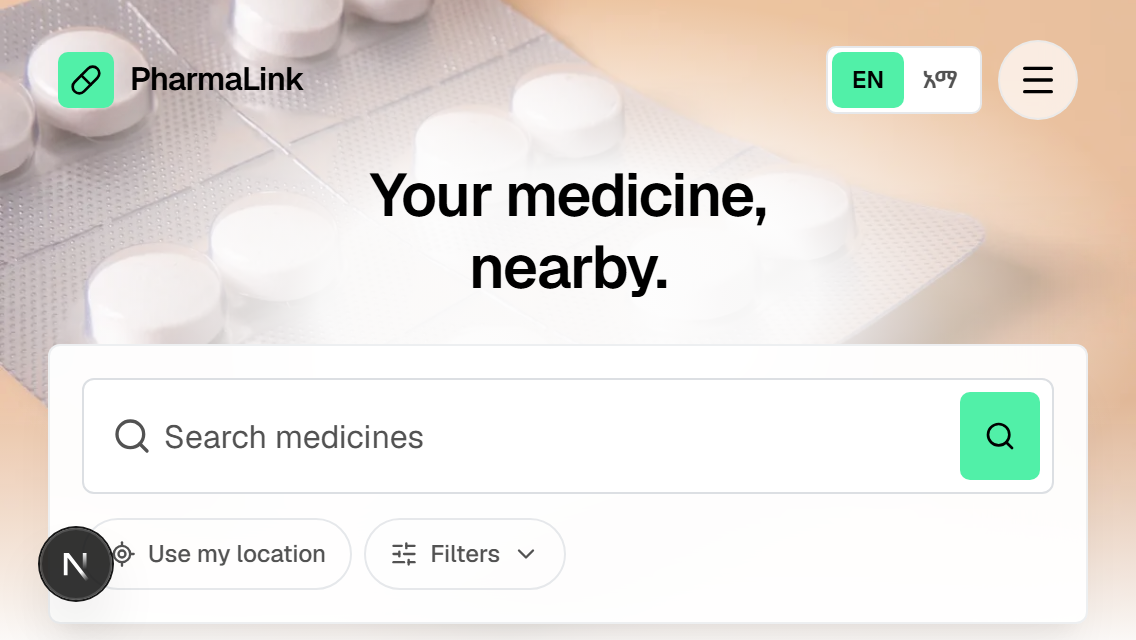 PharmaLink
EN
አማ
Your medicine,
nearby.
Search medicines
Use my location
Filters
N